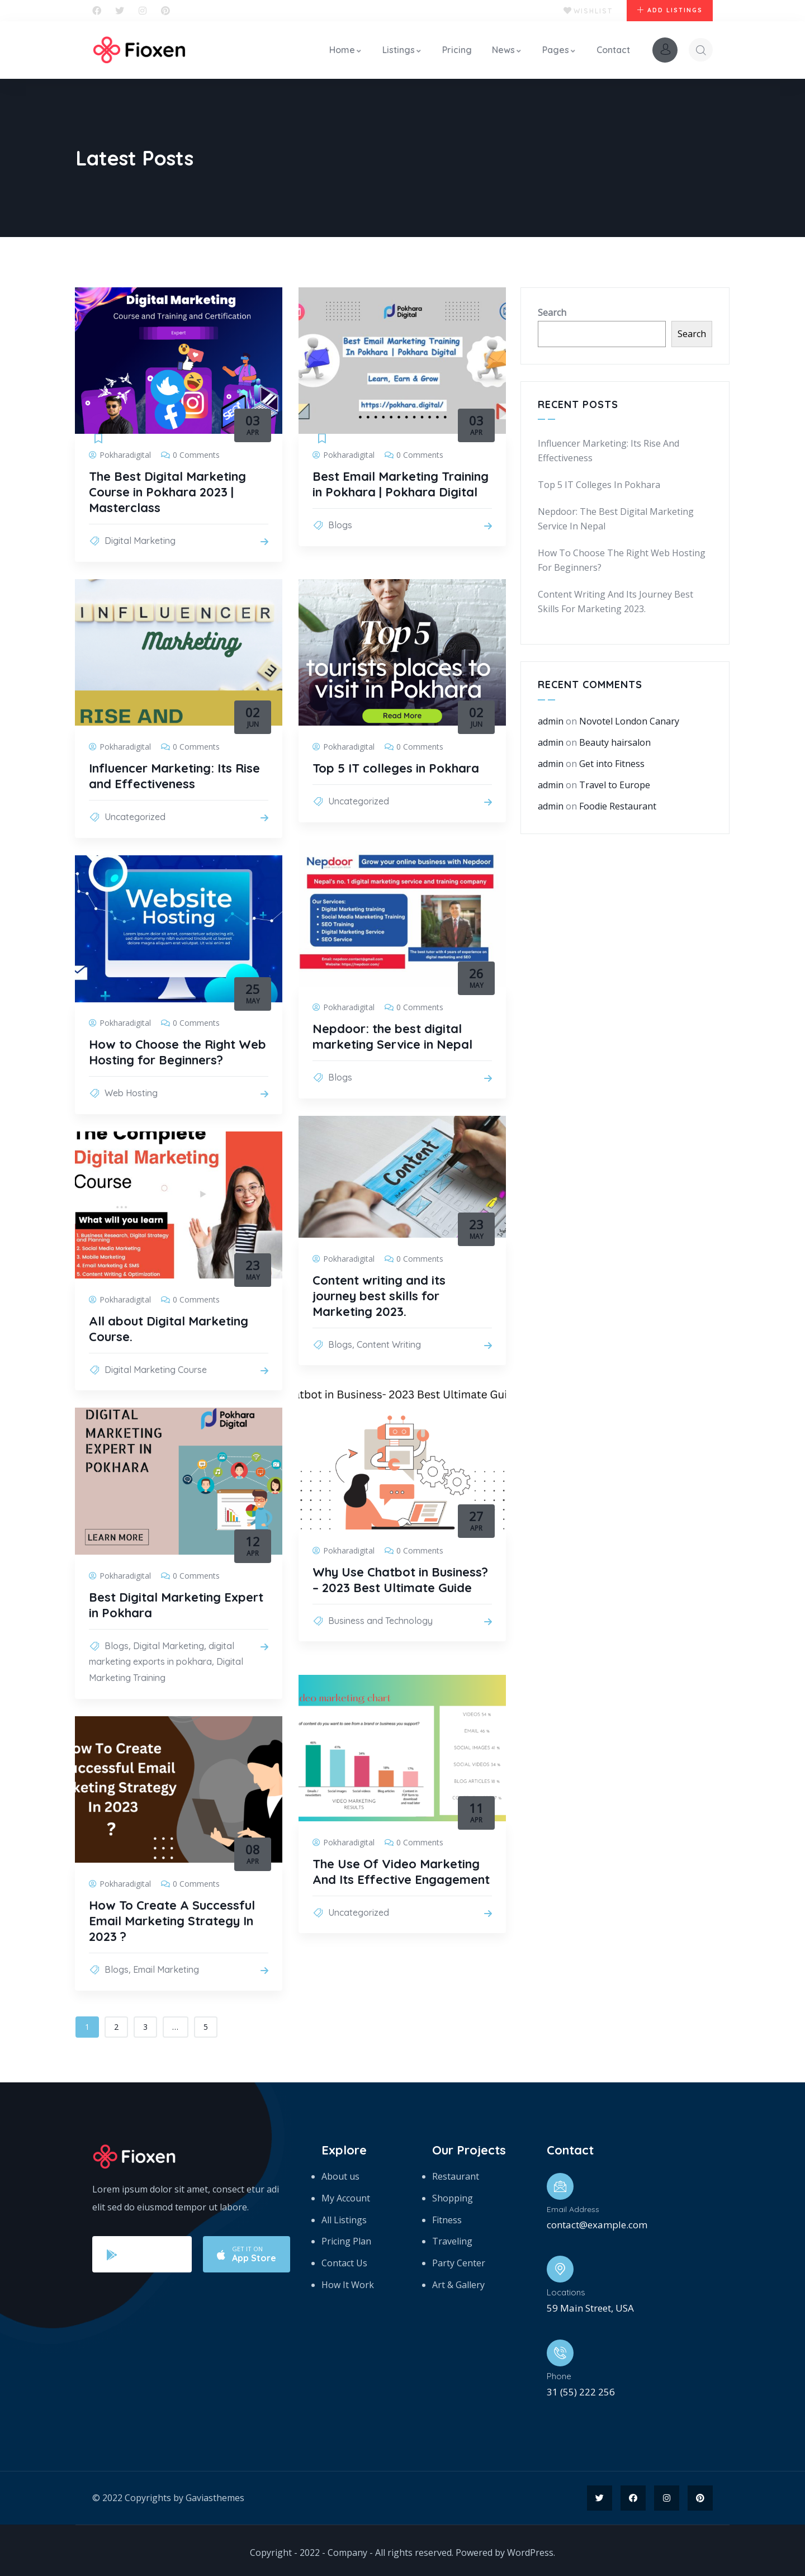 WISHLIST
ADD LISTINGS
Fioxen
Home
Listings
Pricing
News
Pages
Contact
Latest Posts
Digital Marketing
Course and Training and Certification
Expert
03
APR
Pokharadigital
0 Comments
The Best Digital Marketing
Course in Pokhara 2023 |
Masterclass
Digital Marketing
Pokhara
Digital
Best Email Marketing Training
In Pokhara | Pokhara Digital
Learn, Earn & Grow
https://pokhara.digital/
03
APR
Pokharadigital
0 Comments
Best Email Marketing Training
in Pokhara | Pokhara Digital
Blogs
INFLUENCER
Marketing
RISE AND
02
JUN
Pokharadigital
0 Comments
Influencer Marketing: Its Rise
and Effectiveness
Uncategorized
Top 5
tourists places to
visit in Pokhara
Read More
02
JUN
Pokharadigital
0 Comments
Top 5 IT colleges in Pokhara
Uncategorized
Website
Hosting
25
MAY
Pokharadigital
0 Comments
How to Choose the Right Web
Hosting for Beginners?
Web Hosting
Nepdoor
Grow your online business with Nepdoor
Nepal's no. 1 digital marketing service and training company
Our Services:
Digital Marketing training
Social Media Marketing Training
SEO Training
Digital Marketing Service
SEO Service
26
MAY
Pokharadigital
0 Comments
Nepdoor: the best digital
marketing Service in Nepal
Blogs
The Complete
Digital Marketing
Course
What will you learn
1. Business Research, Digital Strategy
and Planning
2. Social Media Marketing
3. Mobile Marketing
4. Email Marketing & SMS
5. Content Writing & Optimization
23
MAY
Pokharadigital
0 Comments
All about Digital Marketing
Course.
Digital Marketing Course
Content
23
MAY
Pokharadigital
0 Comments
Content writing and its
journey best skills for
Marketing 2023.
Blogs, Content Writing
DIGITAL
MARKETING
EXPERT IN
POKHARA
Pokhara
Digital
LEARN MORE
12
APR
Pokharadigital
0 Comments
Best Digital Marketing Expert
in Pokhara
Blogs, Digital Marketing, digital
marketing exports in pokhara, Digital
Marketing Training
tbot in Business- 2023 Best Ultimate Gui
27
APR
Pokharadigital
0 Comments
Why Use Chatbot in Business?
– 2023 Best Ultimate Guide
Business and Technology
ow To Create
uccessful Email
keting Strategy
In 2023
?
08
APR
Pokharadigital
0 Comments
How To Create A Successful
Email Marketing Strategy In
2023 ?
Blogs, Email Marketing
deo marketing chart
VIDEO MARKETING
RESULTS
11
APR
Pokharadigital
0 Comments
The Use Of Video Marketing
And Its Effective Engagement
Uncategorized
1
2
3
…
5
Search
Search
RECENT POSTS
Influencer Marketing: Its Rise And
Effectiveness
Top 5 IT Colleges In Pokhara
Nepdoor: The Best Digital Marketing
Service In Nepal
How To Choose The Right Web Hosting
For Beginners?
Content Writing And Its Journey Best
Skills For Marketing 2023.
RECENT COMMENTS
admin on Novotel London Canary
admin on Beauty hairsalon
admin on Get into Fitness
admin on Travel to Europe
admin on Foodie Restaurant
Fioxen
Lorem ipsum dolor sit amet, consect etur adi
elit sed do eiusmod tempor ut labore.
GET IT ON
App Store
Explore
About us
My Account
All Listings
Pricing Plan
Contact Us
How It Work
Our Projects
Restaurant
Shopping
Fitness
Traveling
Party Center
Art & Gallery
Contact
Email Address
contact@example.com
Locations
59 Main Street, USA
Phone
31 (55) 222 256
© 2022 Copyrights by Gaviasthemes
Copyright - 2022 - Company - All rights reserved. Powered by WordPress.